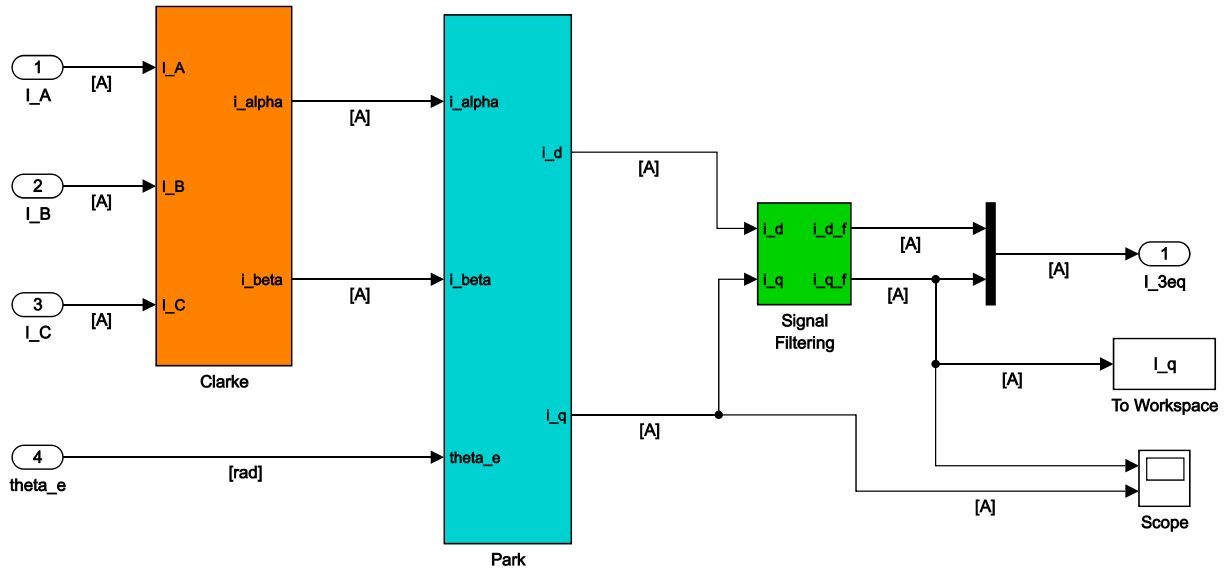 1
[A]
I_A
2
[A]
I_B
3
[A]
I_C
4
[rad]
theta_e
I_A
I_B
I_C
i_alpha
i_beta
Clarke
[A]
[A]
i_alpha
i_beta
theta_e
i_d
i_q
Park
[A]
[A]
i_d
i_q
i_d_f
i_q_f
Signal
Filtering
[A]
[A]
[A]
1
I_3eq
[A]
I_q
To Workspace
[A]
Scope